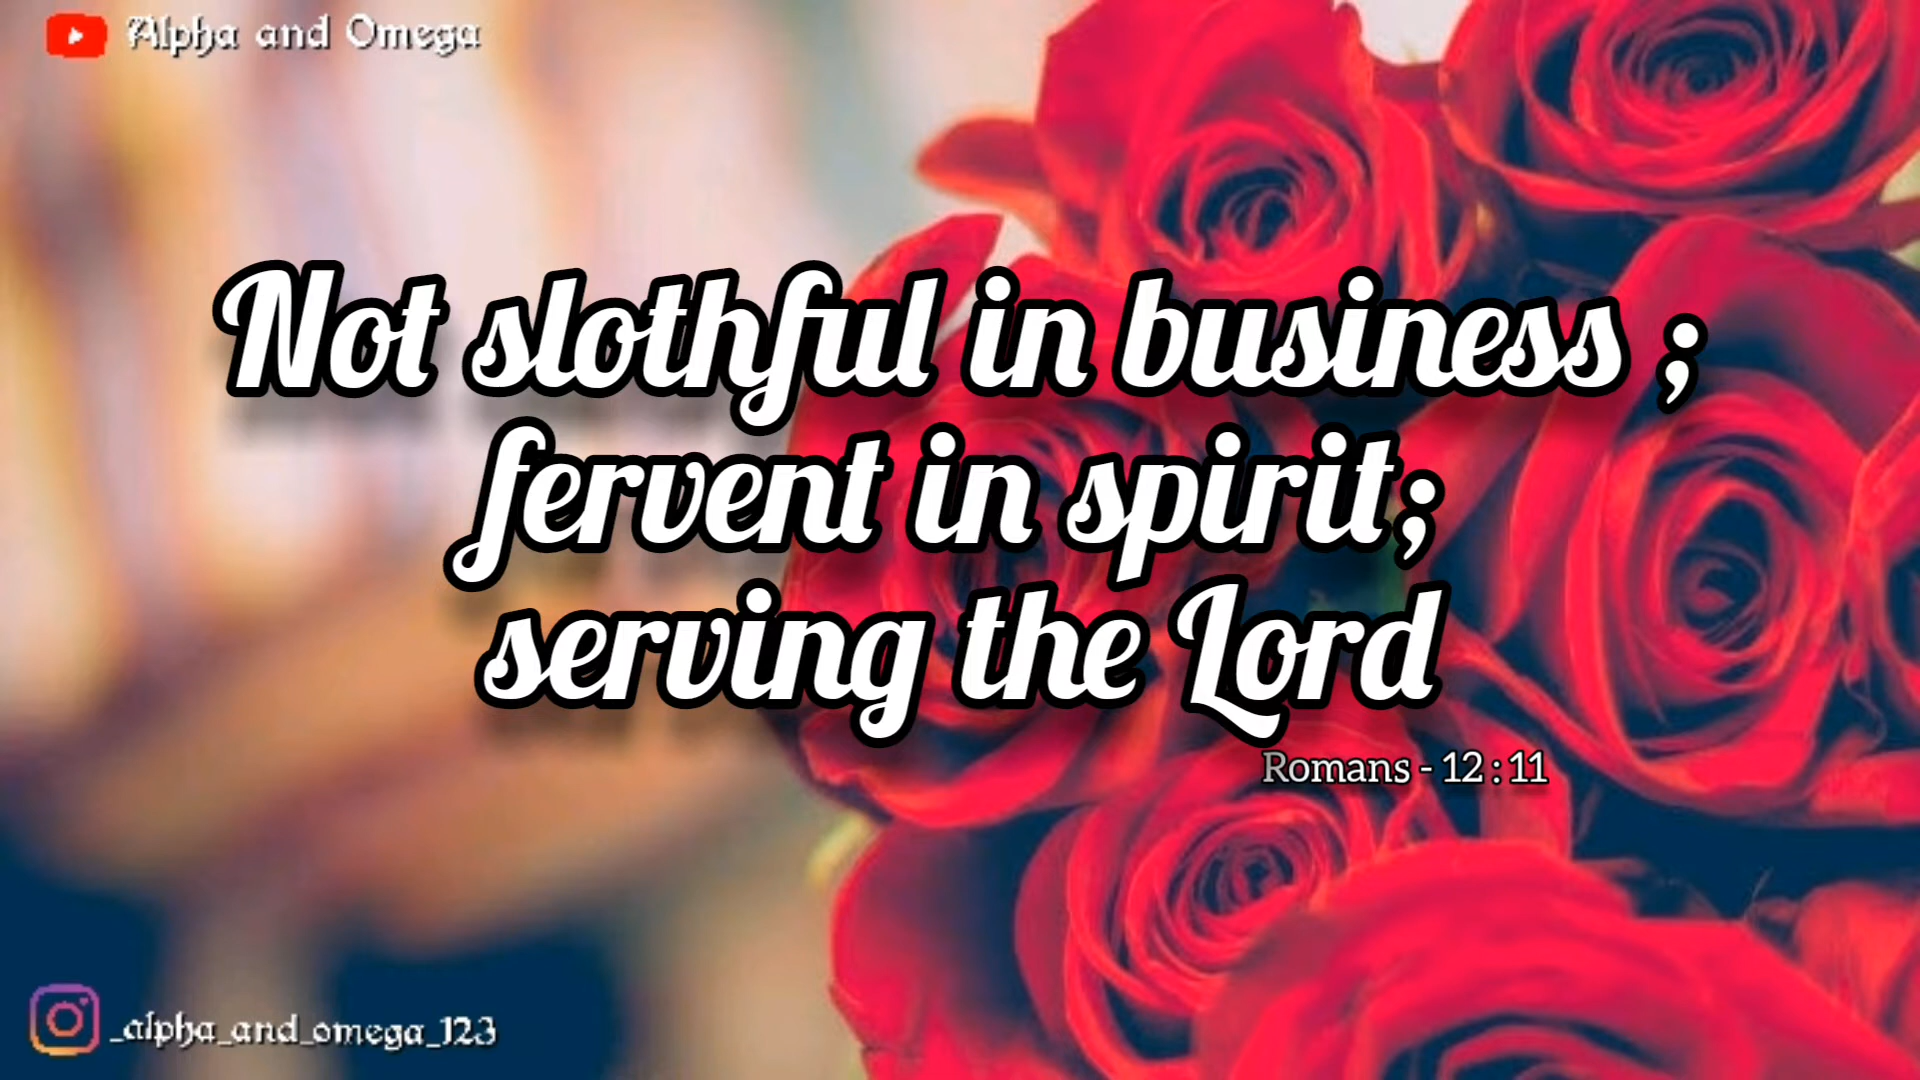 Alpha and Omega
Not slothful in business ;
fervent in spirit;
serving the Lord
Romans - 12 : 11
_alpha_and_omega_123